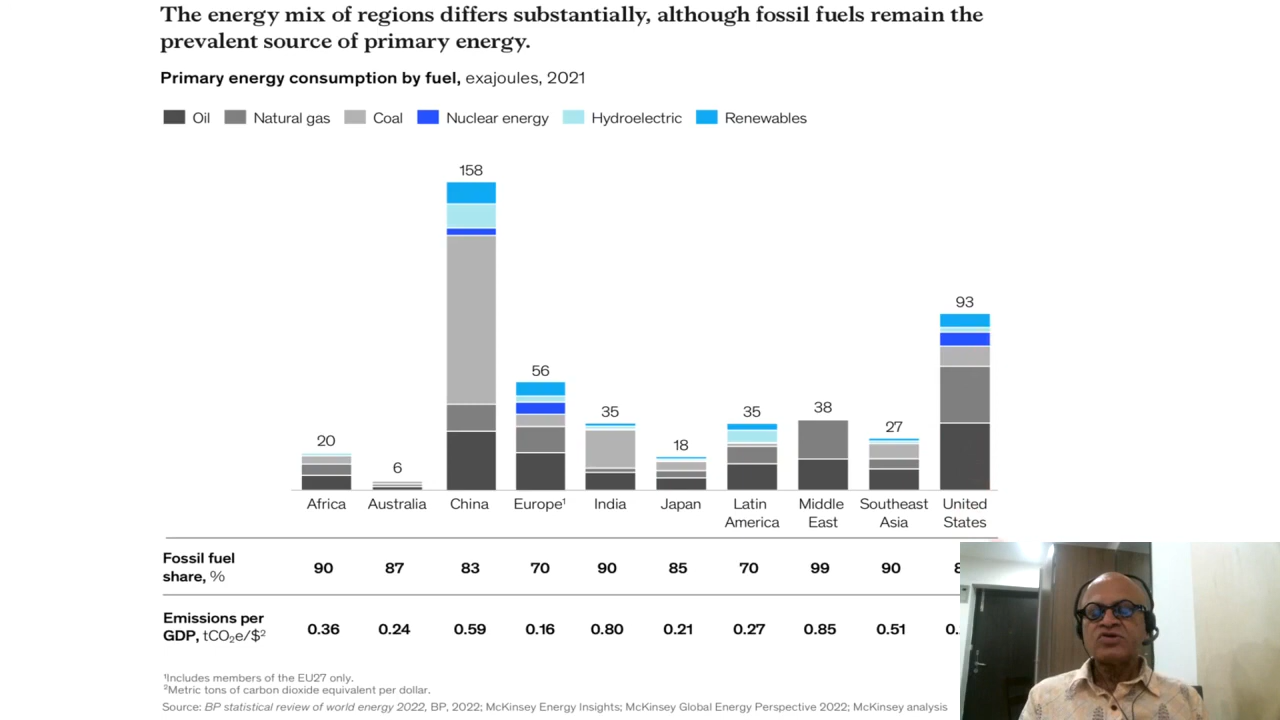 The energy mix of regions differs substantially, although fossil fuels remain the
prevalent source of primary energy.
Primary energy consumption by fuel, exajoules, 2021
Oil Natural gas Coal Nuclear energy Hydroelectric Renewables
158
93
56
35 35 38
27
20 18
6
Africa Australia China Europe¹ India Japan Latin America Middle East Southeast Asia United States
Fossil fuel
share, % 90 87 83 70 90 85 70 99 90
Emissions per
GDP, tCO₂e/$² 0.36 0.24 0.59 0.16 0.80 0.21 0.27 0.85 0.51
¹Includes members of the EU27 only.
²Metric tons of carbon dioxide equivalent per dollar.
Source: BP statistical review of world energy 2022, BP, 2022; McKinsey Energy Insights; McKinsey Global Energy Perspective 2022; McKinsey analysis